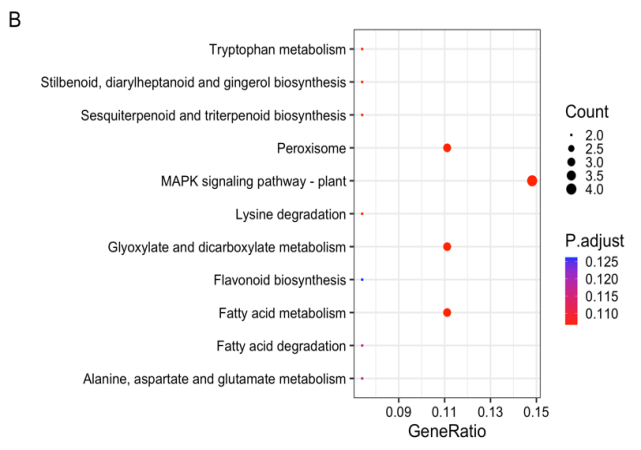 B
Tryptophan metabolism
Stilbenoid, diarylheptanoid and gingerol biosynthesis
Sesquiterpenoid and triterpenoid biosynthesis
Peroxisome
MAPK signaling pathway - plant
Lysine degradation
Glyoxylate and dicarboxylate metabolism
Flavonoid biosynthesis
Fatty acid metabolism
Fatty acid degradation
Alanine, aspartate and glutamate metabolism
0.09 0.11 0.13 0.15
GeneRatio
Count
2.0
2.5
3.0
3.5
4.0
P.adjust
0.125
0.120
0.115
0.110